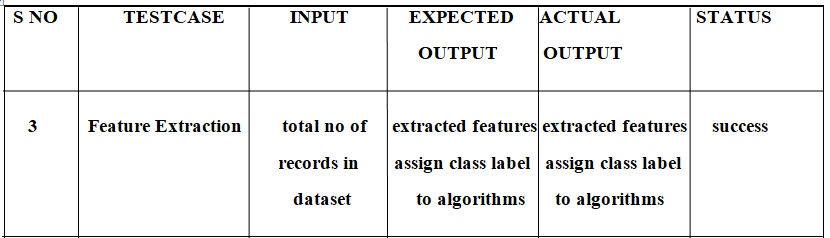 S NO TESTCASE INPUT EXPECTED OUTPUT ACTUAL OUTPUT STATUS
3 Feature Extraction total no of records in dataset extracted features assign class label to algorithms extracted features assign class label to algorithms success